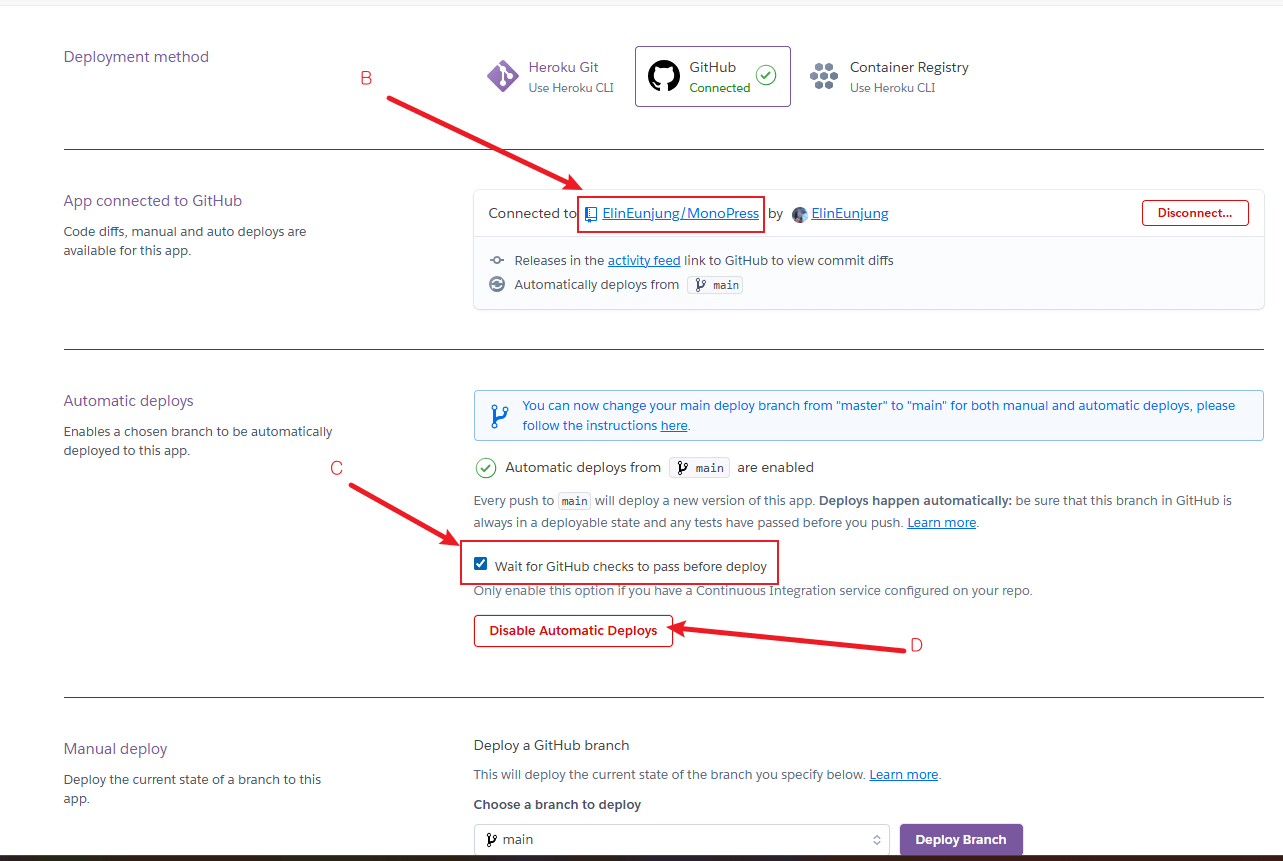 Deployment method
B
Heroku Git
Use Heroku CLI
GitHub
Connected
Container Registry
Use Heroku CLI
App connected to GitHub
Code diffs, manual and auto deploys are
available for this app.
Connected to ElinEunjung/MonoPress by ElinEunjung
Disconnect...
Releases in the activity feed link to GitHub to view commit diffs
Automatically deploys from main
Automatic deploys
Enables a chosen branch to be automatically
deployed to this app.
C
You can now change your main deploy branch from "master" to "main" for both manual and automatic deploys, please
follow the instructions here.
Automatic deploys from main are enabled
Every push to main will deploy a new version of this app. Deploys happen automatically: be sure that this branch in GitHub is
always in a deployable state and any tests have passed before you push. Learn more.
Wait for GitHub checks to pass before deploy
Only enable this option if you have a Continuous Integration service configured on your repo.
Disable Automatic Deploys
D
Manual deploy
Deploy the current state of a branch to this
app.
Deploy a GitHub branch
This will deploy the current state of the branch you specify below. Learn more.
Choose a branch to deploy
main
Deploy Branch